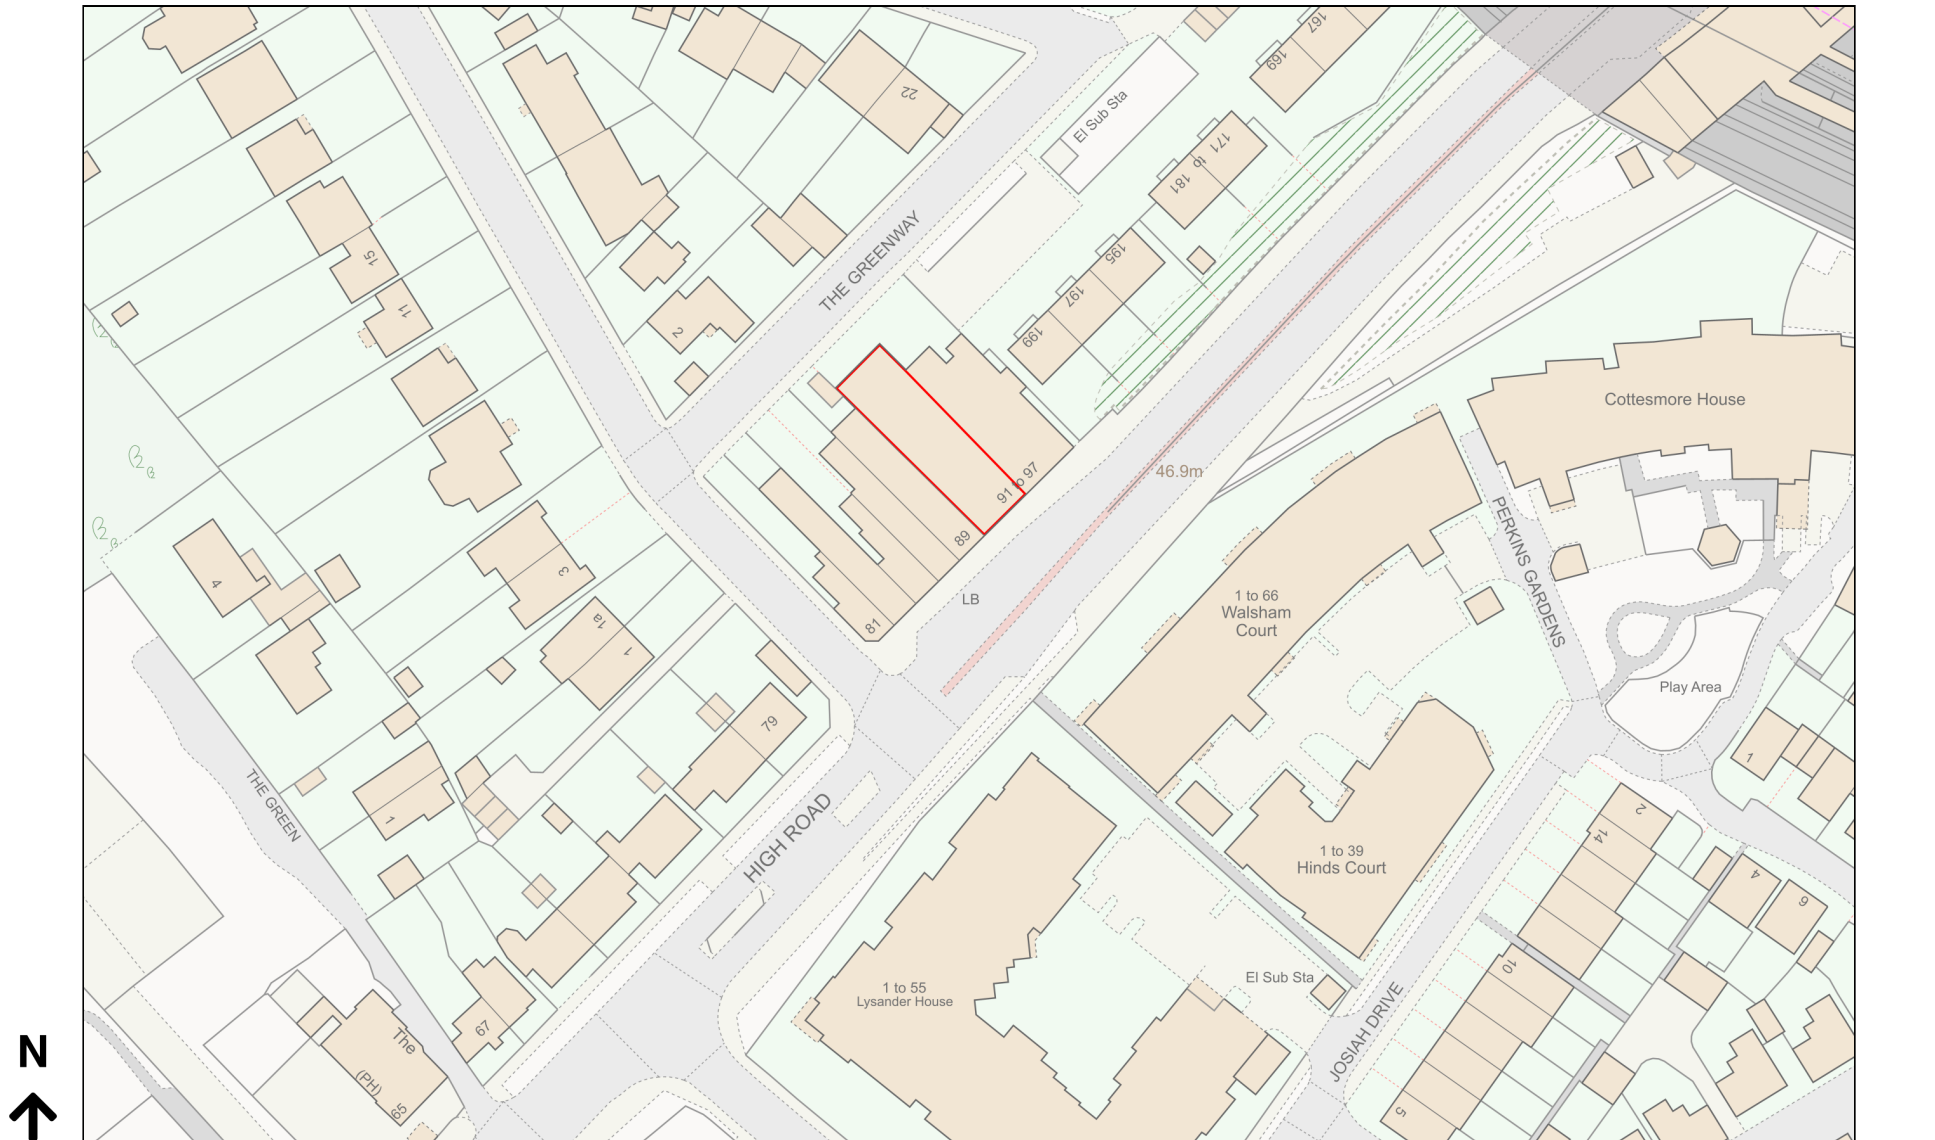 167
169
22
El Sub Sta
171
to
181
15
THE GREENWAY
195
11
197
2
199
Cottesmore House
46.9m
91 to 97
89
PERKINS GARDENS
3
4
LB
1 to 66
Walsham
Court
1a
1
81
Play Area
79
1
THE GREEN
1
HIGH ROAD
2
14
1 to 39
Hinds Court
4
6
10
El Sub Sta
1 to 55
Lysander House
67
The
(PH)
65
JOSIAH DRIVE
5
N